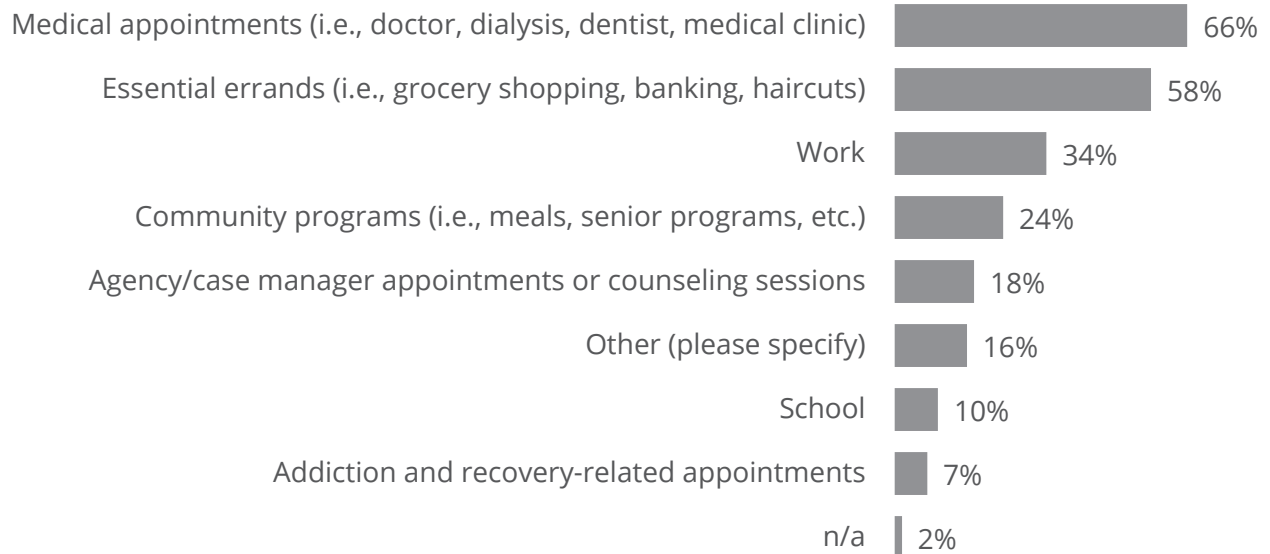 Medical appointments (i.e., doctor, dialysis, dentist, medical clinic) 66%
Essential errands (i.e., grocery shopping, banking, haircuts) 58%
Work 34%
Community programs (i.e., meals, senior programs, etc.) 24%
Agency/case manager appointments or counseling sessions 18%
Other (please specify) 16%
School 10%
Addiction and recovery-related appointments 7%
n/a 2%